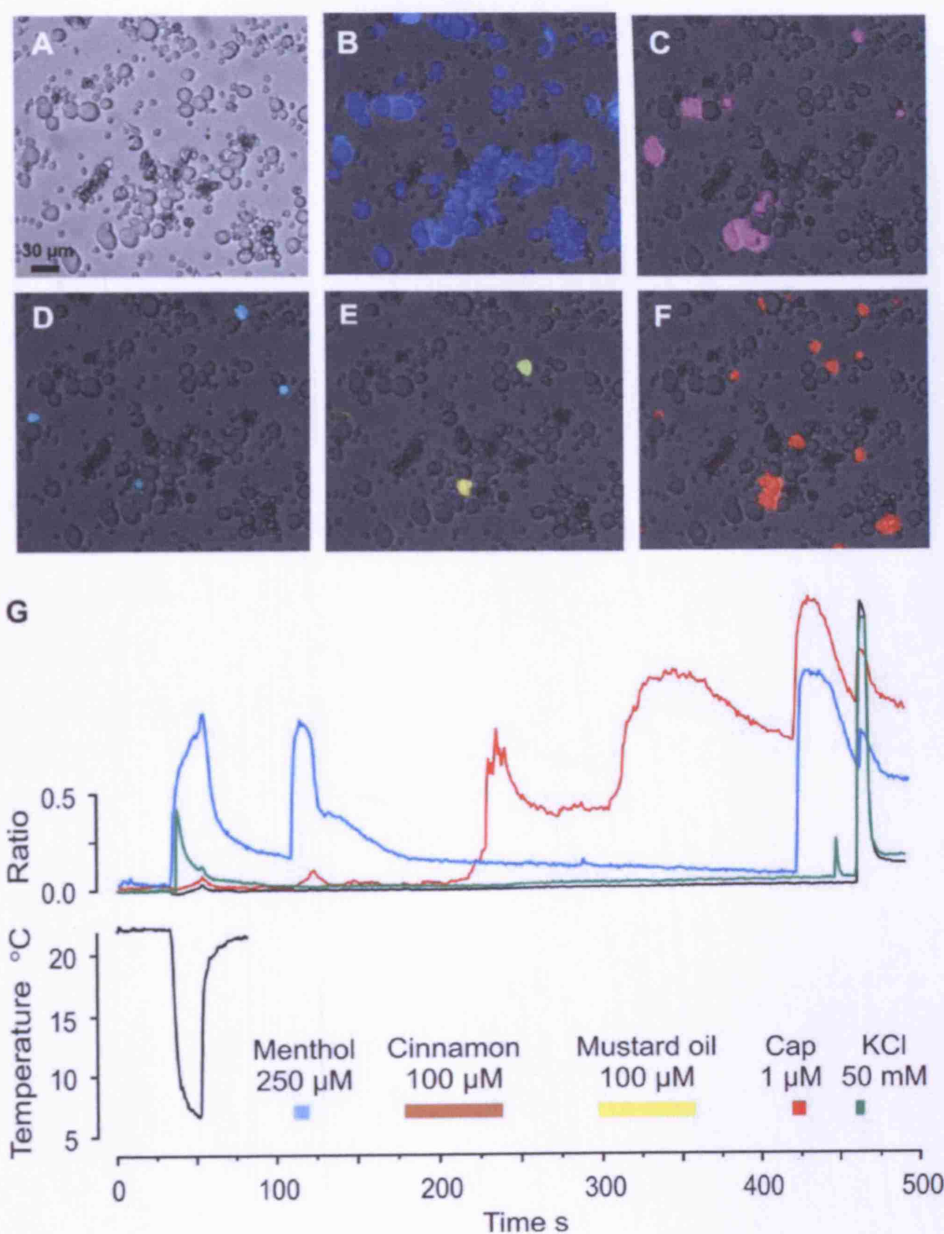 A B C
30 µm
D E F
G
0.5
0.0
Ratio
20
15
10
5
Temperature °C
Menthol Cinnamon Mustard oil Cap KCl
250 µM 100 µM 100 µM 1 µM 50 mM
0 100 200 300 400 500
Time s